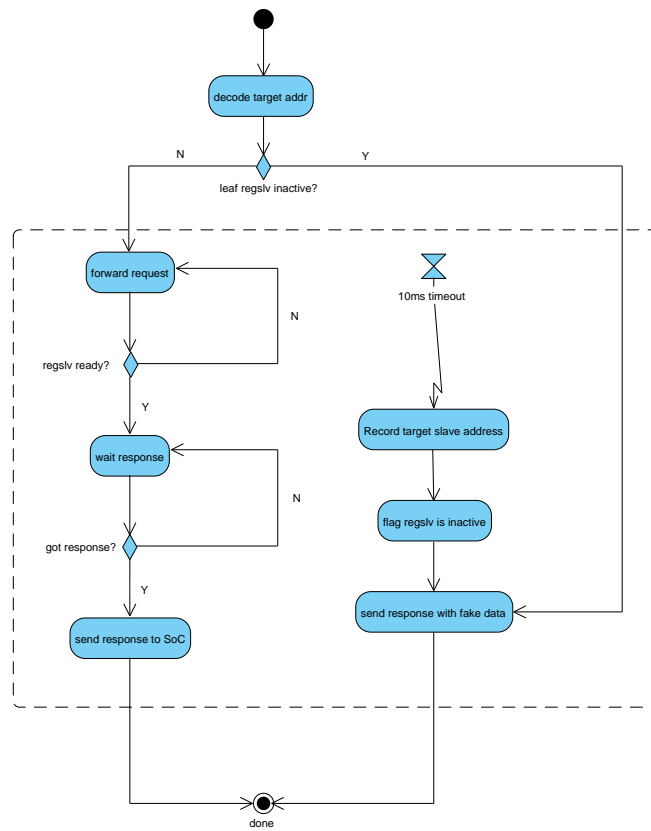 decode target addr
N
Y
leaf regslv inactive?
forward request
10ms timeout
N
regslv ready?
Y
Record target slave address
wait response
N
flag regslv is inactive
got response?
Y
send response with fake data
send response to SoC
done